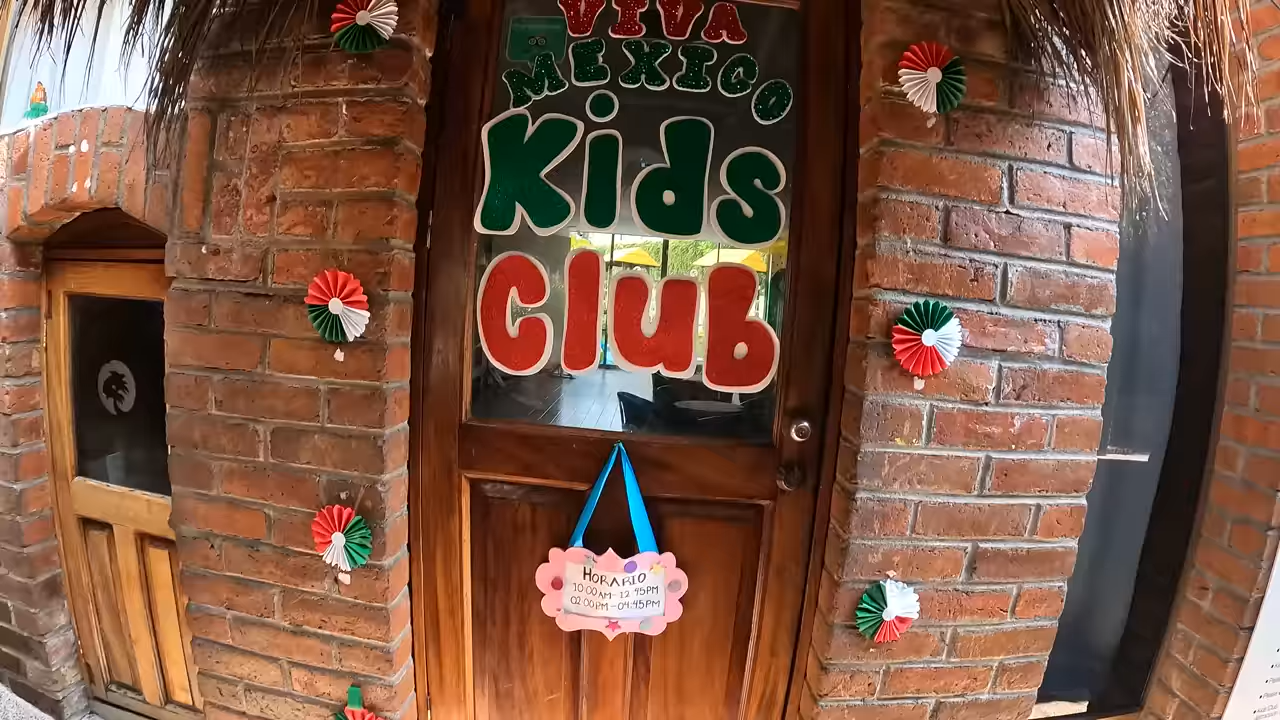 VIVA
MEXICO
Kids
Club
HORARIO
10:00AM-12:45PM
02:00PM-04:45PM